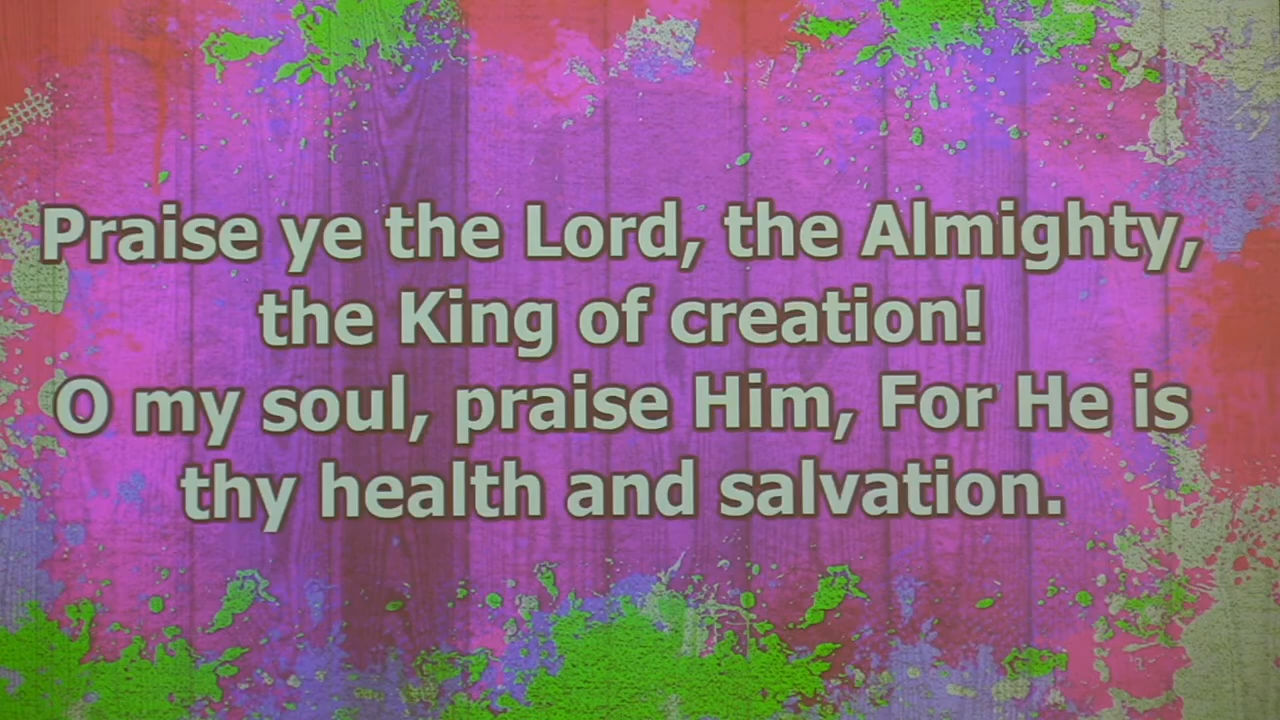 Praise ye the Lord, the Almighty,
the King of creation!
O my soul, praise Him, For He is
thy health and salvation.